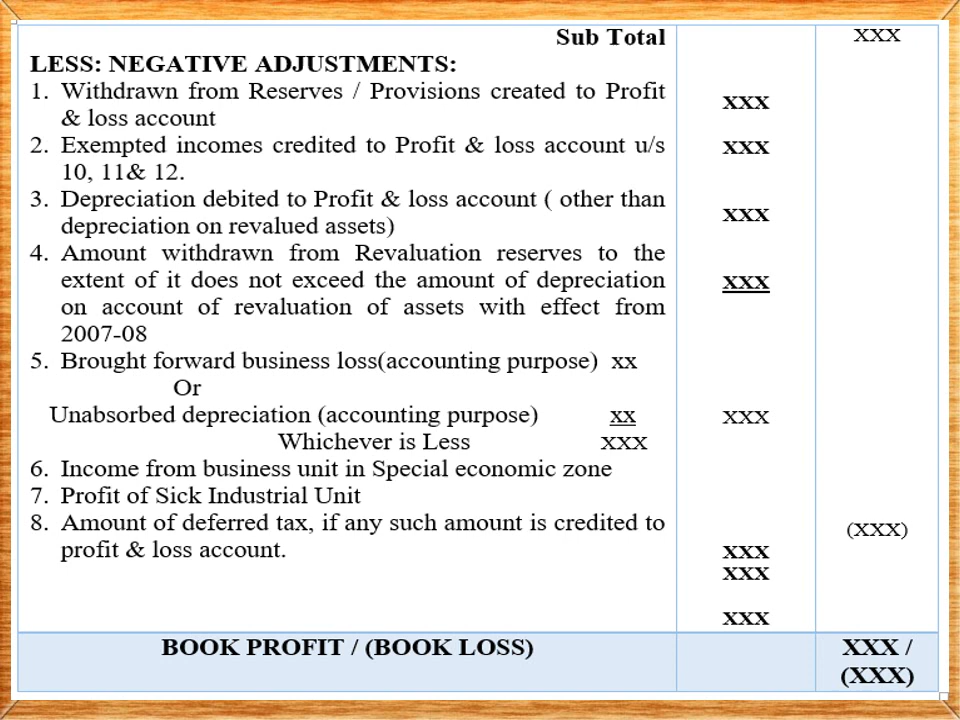 Sub Total XXX
LESS: NEGATIVE ADJUSTMENTS:
1. Withdrawn from Reserves / Provisions created to Profit
& loss account XXX
2. Exempted incomes credited to Profit & loss account u/s XXX
10, 11& 12.
3. Depreciation debited to Profit & loss account ( other than
depreciation on revalued assets) XXX
4. Amount withdrawn from Revaluation reserves to the
extent of it does not exceed the amount of depreciation XXX
on account of revaluation of assets with effect from
2007-08
5. Brought forward business loss(accounting purpose) xx
Or
Unabsorbed depreciation (accounting purpose) xx XXX
Whichever is Less XXX
6. Income from business unit in Special economic zone
7. Profit of Sick Industrial Unit
8. Amount of deferred tax, if any such amount is credited to (XXX)
profit & loss account. XXX
XXX
XXX
BOOK PROFIT / (BOOK LOSS) XXX /
(XXX)